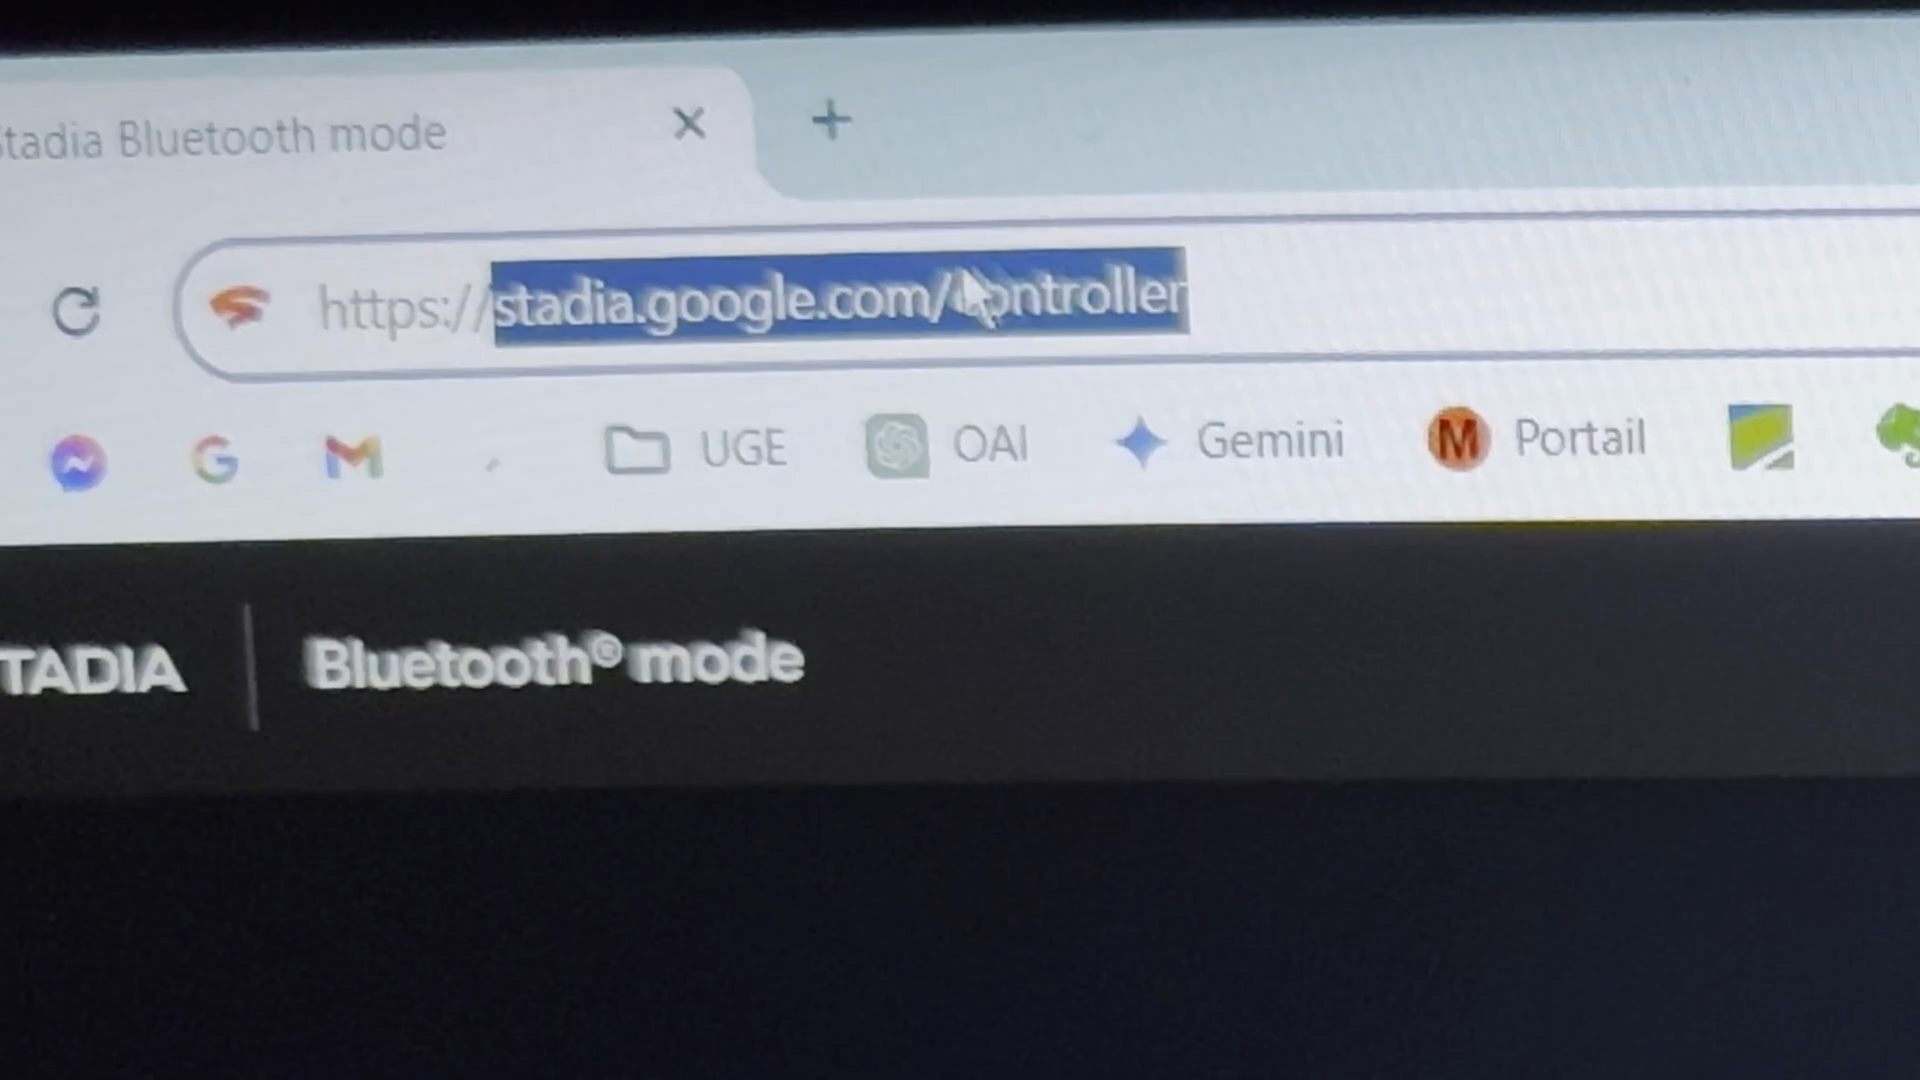 tadia Bluetooth mode
https://stadia.google.com/controller
UGE OAI Gemini M Portail
TADIA Bluetooth® mode